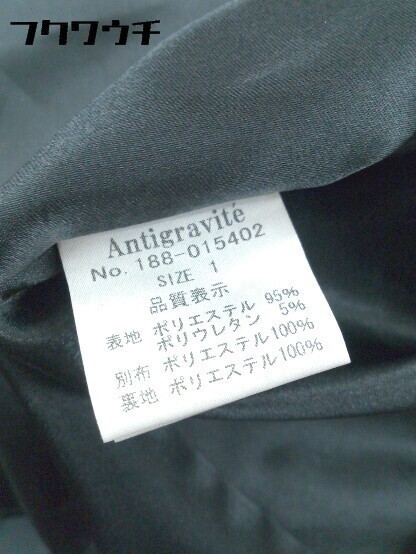 フクワウチ
Antigravité
No. 188-015402
SIZE 1
品質表示
表地 ポリエステル 95%
ポリウレタン 5%
別布 ポリエステル100%
裏地 ポリエステル100%